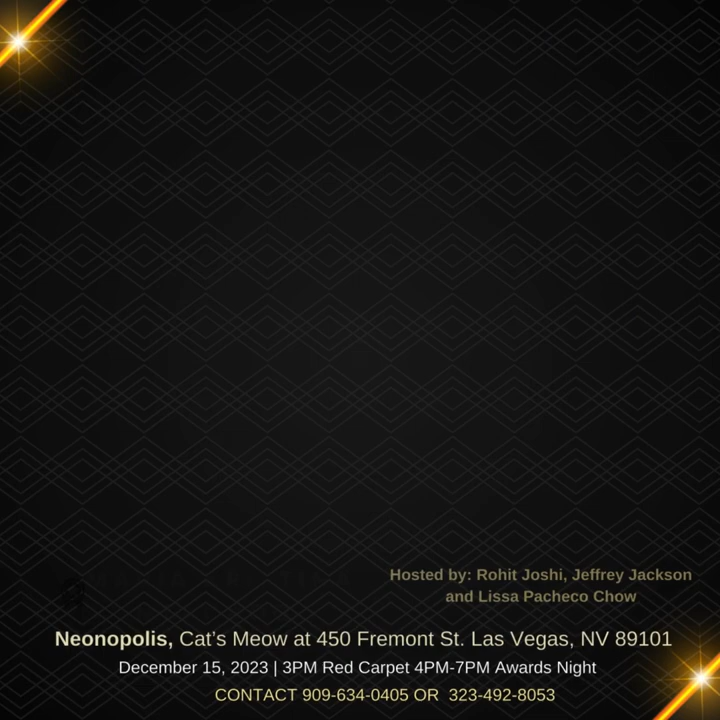 Hosted by: Rohit Joshi, Jeffrey Jackson
and Lissa Pacheco Chow
Neonopolis, Cat's Meow at 450 Fremont St. Las Vegas, NV 89101
December 15, 2023 | 3PM Red Carpet 4PM-7PM Awards Night
CONTACT 909-634-0405 OR 323-492-8053